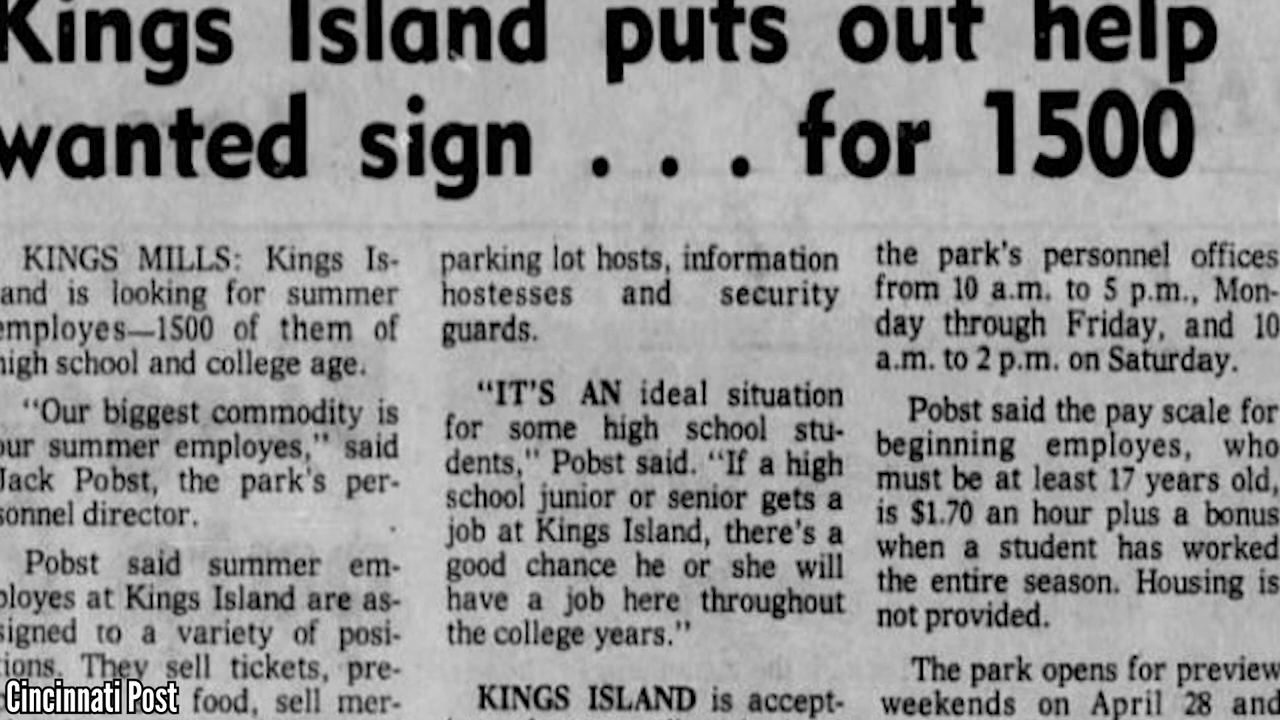 Kings Island puts out help
wanted sign . . . for 1500
KINGS MILLS: Kings Is-
land is looking for summer
employes—1500 of them of
high school and college age.
"Our biggest commodity is
our summer employes," said
Jack Pobst, the park's per-
sonnel director.
Pobst said summer em-
ployes at Kings Island are as-
signed to a variety of posi-
tions. They sell tickets, pre-
food, sell mer-
parking lot hosts, information
hostesses and security
guards.
"IT'S AN ideal situation
for some high school stu-
dents," Pobst said. "If a high
school junior or senior gets a
job at Kings Island, there's a
good chance he or she will
have a job here throughout
the college years."
KINGS ISLAND is accept-
the park's personnel offices
from 10 a.m. to 5 p.m., Mon-
day through Friday, and 10
a.m. to 2 p.m. on Saturday.
Pobst said the pay scale for
beginning employes, who
must be at least 17 years old,
is $1.70 an hour plus a bonus
when a student has worked
the entire season. Housing is
not provided.
The park opens for preview
weekends on April 28 and
Cincinnati Post